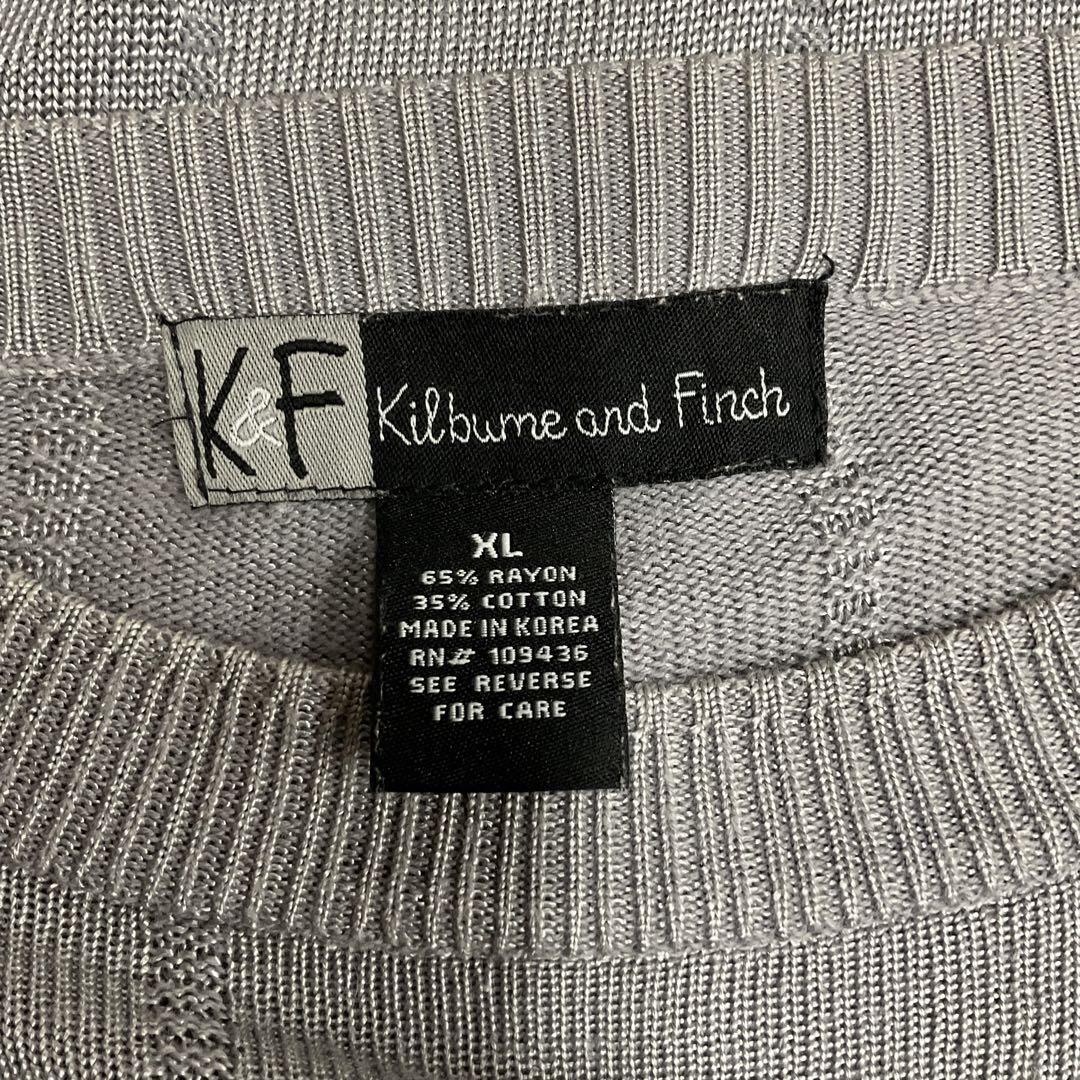 K&F
Kilburne and Finch
XL
65% RAYON
35% COTTON
MADE IN KOREA
RN# 109436
SEE REVERSE
FOR CARE